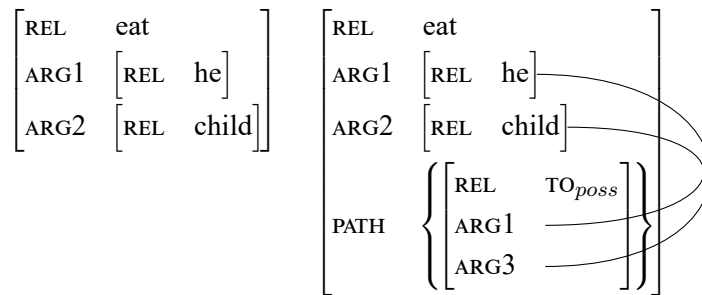 REL eat
ARG1 [REL he]
ARG2 [REL child]
REL eat
ARG1 [REL he]
ARG2 [REL child]
PATH { [REL TO_poss
ARG1
ARG3] }